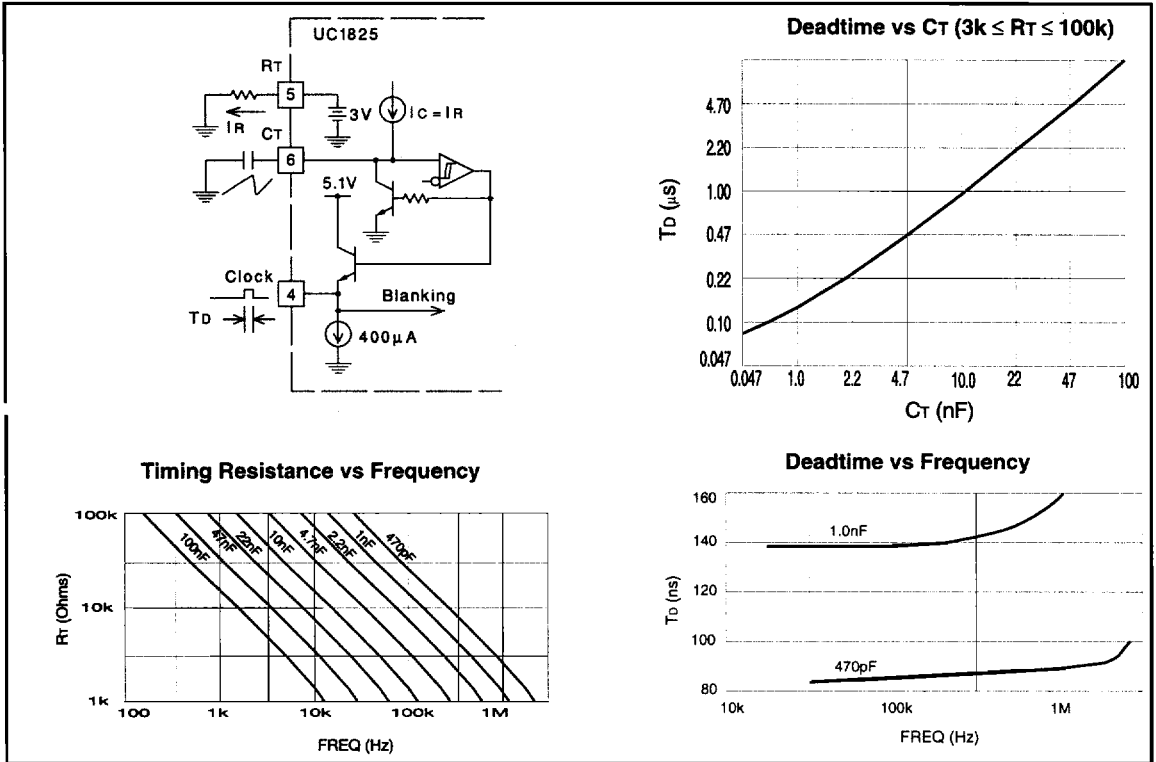 UC1825
RT
5
IR
3V
IC = IR
CT
6
5.1V
Clock
4
Blanking
TD
400µA
Deadtime vs CT (3k ≤ RT ≤ 100k)
TD (µs)
4.70
2.20
1.00
0.47
0.22
0.10
0.047
0.047 1.0 2.2 4.7 10.0 22 47 100
CT (nF)
Timing Resistance vs Frequency
RT (Ohms)
100k
10k
1k
100nF 47nF 22nF 10nF 4.7nF 2.2nF 1nF 470pF
100 1k 10k 100k 1M
FREQ (Hz)
Deadtime vs Frequency
TD (ns)
160
140
120
100
80
1.0nF
470pF
10k 100k 1M
FREQ (Hz)